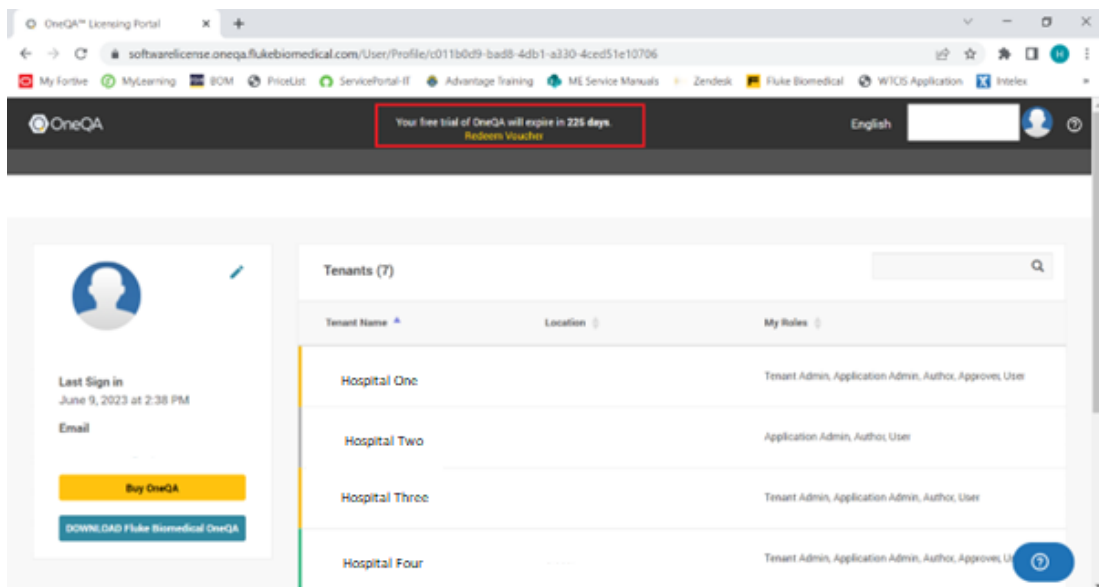 OneQA™ Licensing Portal
softwarelicense.oneqa.flukebiomedical.com/User/Profile/c011b0d9-bad8-4db1-a330-4ced51e10706
My Fortive MyLearning BOM PriceList ServicePortal-IT Advantage Training ME Service Manuals Zendesk Fluke Biomedical WTCIS Application Intelex »
OneQA
Your free trial of OneQA will expire in 225 days.
Redeem Voucher
English
Tenants (7)
Tenant Name Location My Roles
Hospital One Tenant Admin, Application Admin, Author, Approver, User
Hospital Two Application Admin, Author, User
Hospital Three Tenant Admin, Application Admin, Author, User
Hospital Four Tenant Admin, Application Admin, Author, Approver,
Last Sign in
June 9, 2023 at 2:38 PM
Email
Buy OneQA
DOWNLOAD Fluke Biomedical OneQA
H